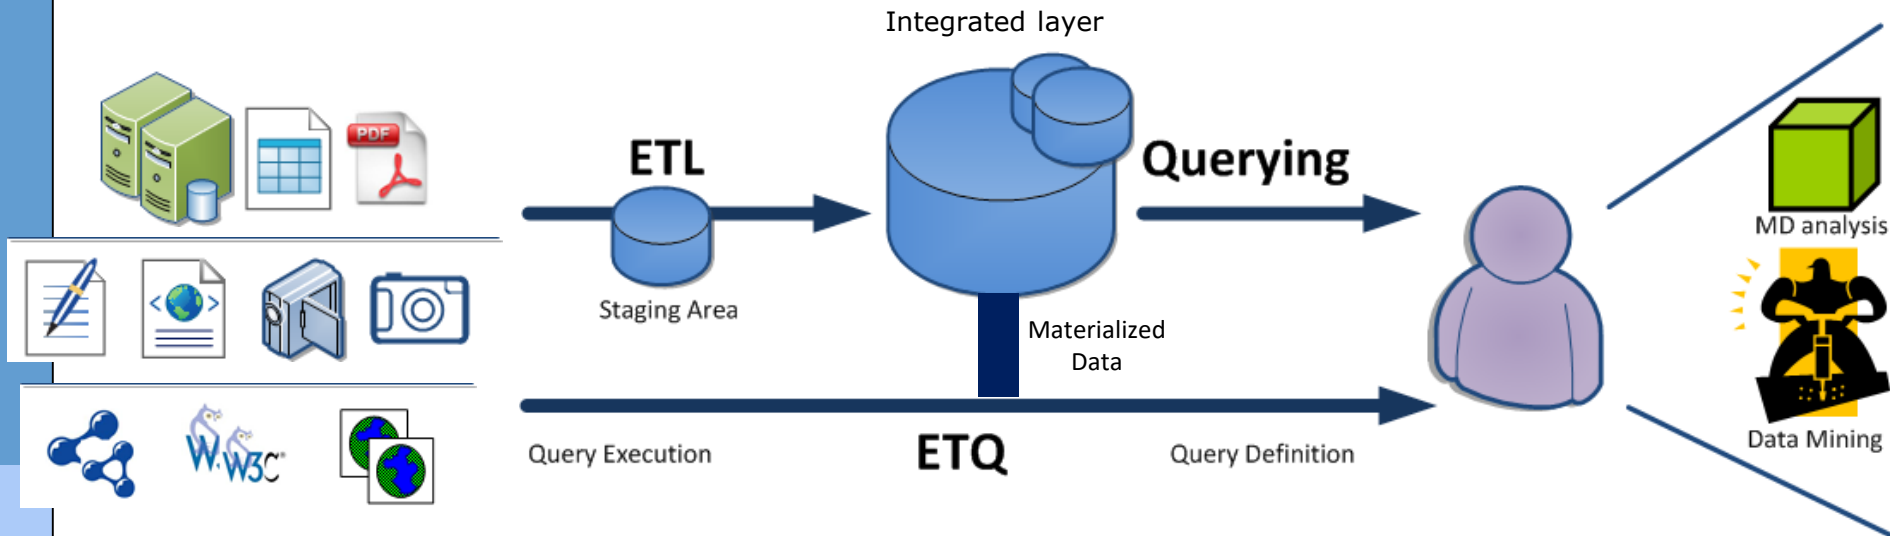 Integrated layer
PDF
ETL
Querying
MD analysis
Staging Area
Materialized
Data
W3C
Query Execution
ETQ
Query Definition
Data Mining